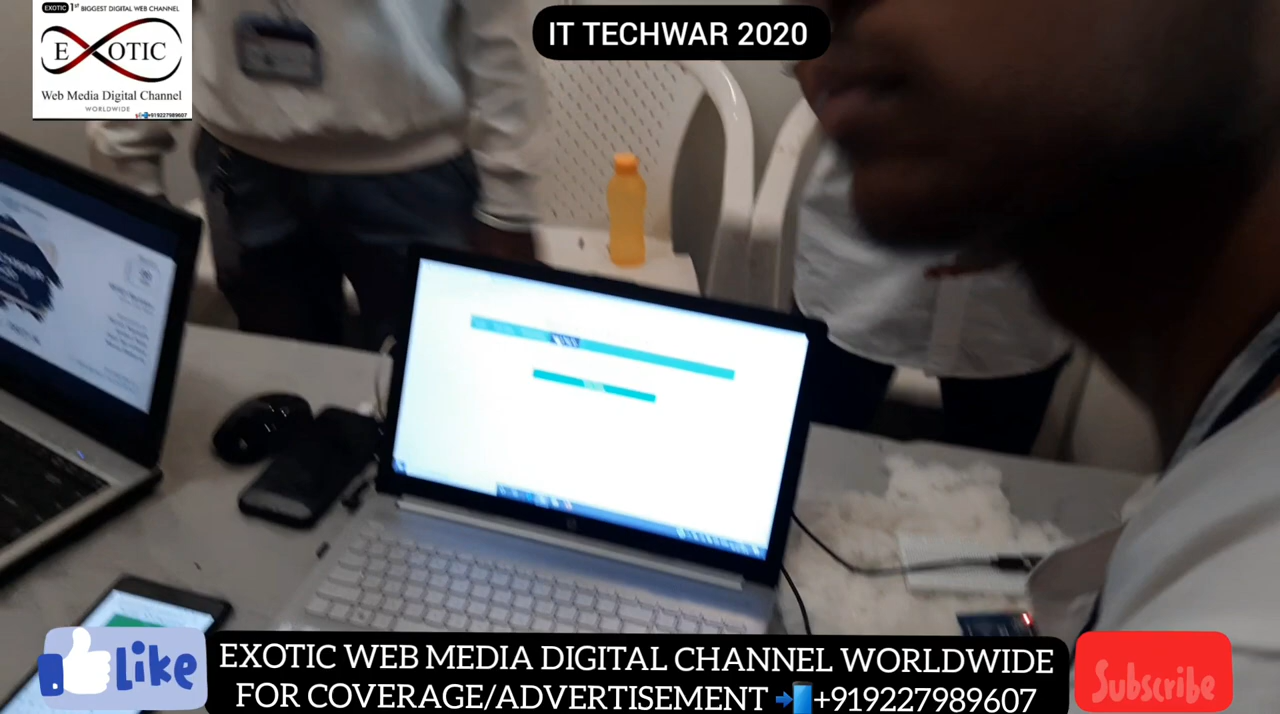 EXOTIC 1ST BIGGEST DIGITAL WEB CHANNEL
EXOTIC
Web Media Digital Channel
WORLDWIDE
+919227989607
IT TECHWAR 2020
Like
EXOTIC WEB MEDIA DIGITAL CHANNEL WORLDWIDE
FOR COVERAGE/ADVERTISEMENT +919227989607
Subscribe